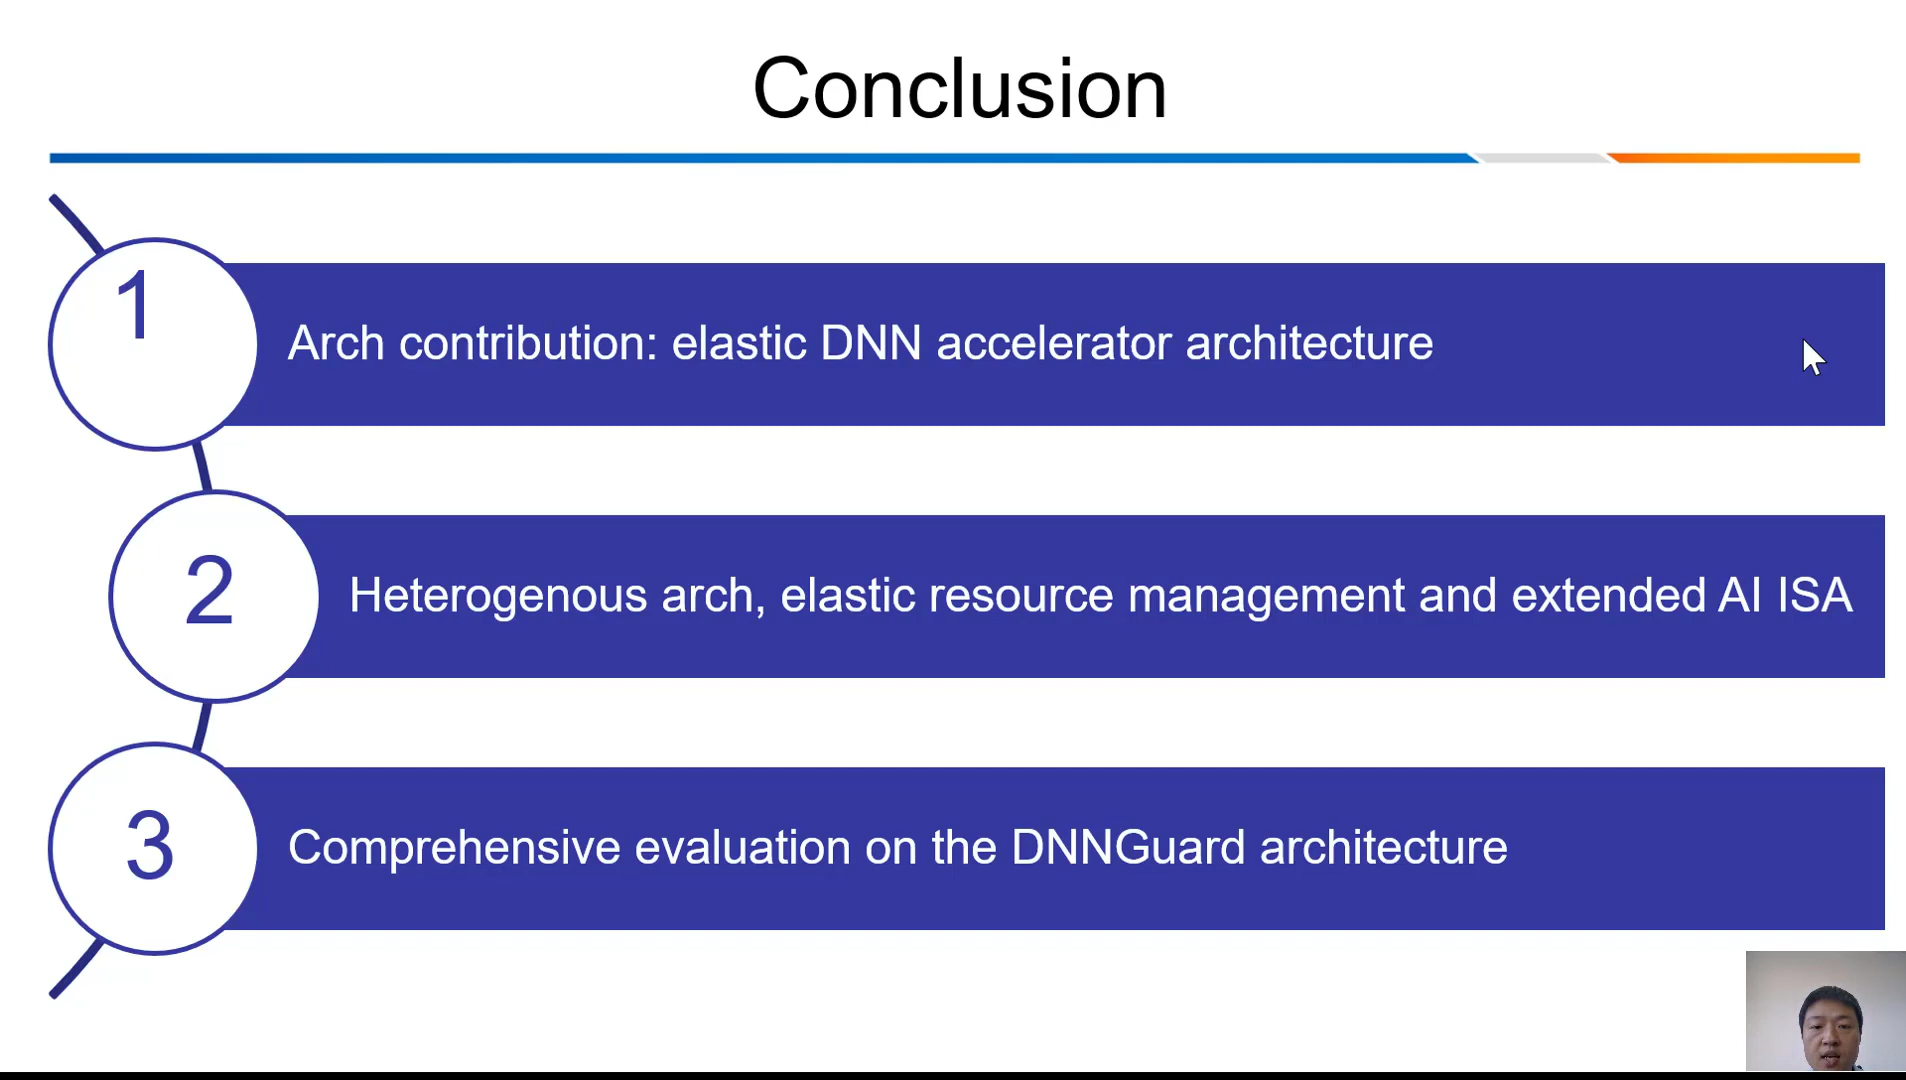 Conclusion
1
Arch contribution: elastic DNN accelerator architecture
2
Heterogenous arch, elastic resource management and extended AI ISA
3
Comprehensive evaluation on the DNNGuard architecture